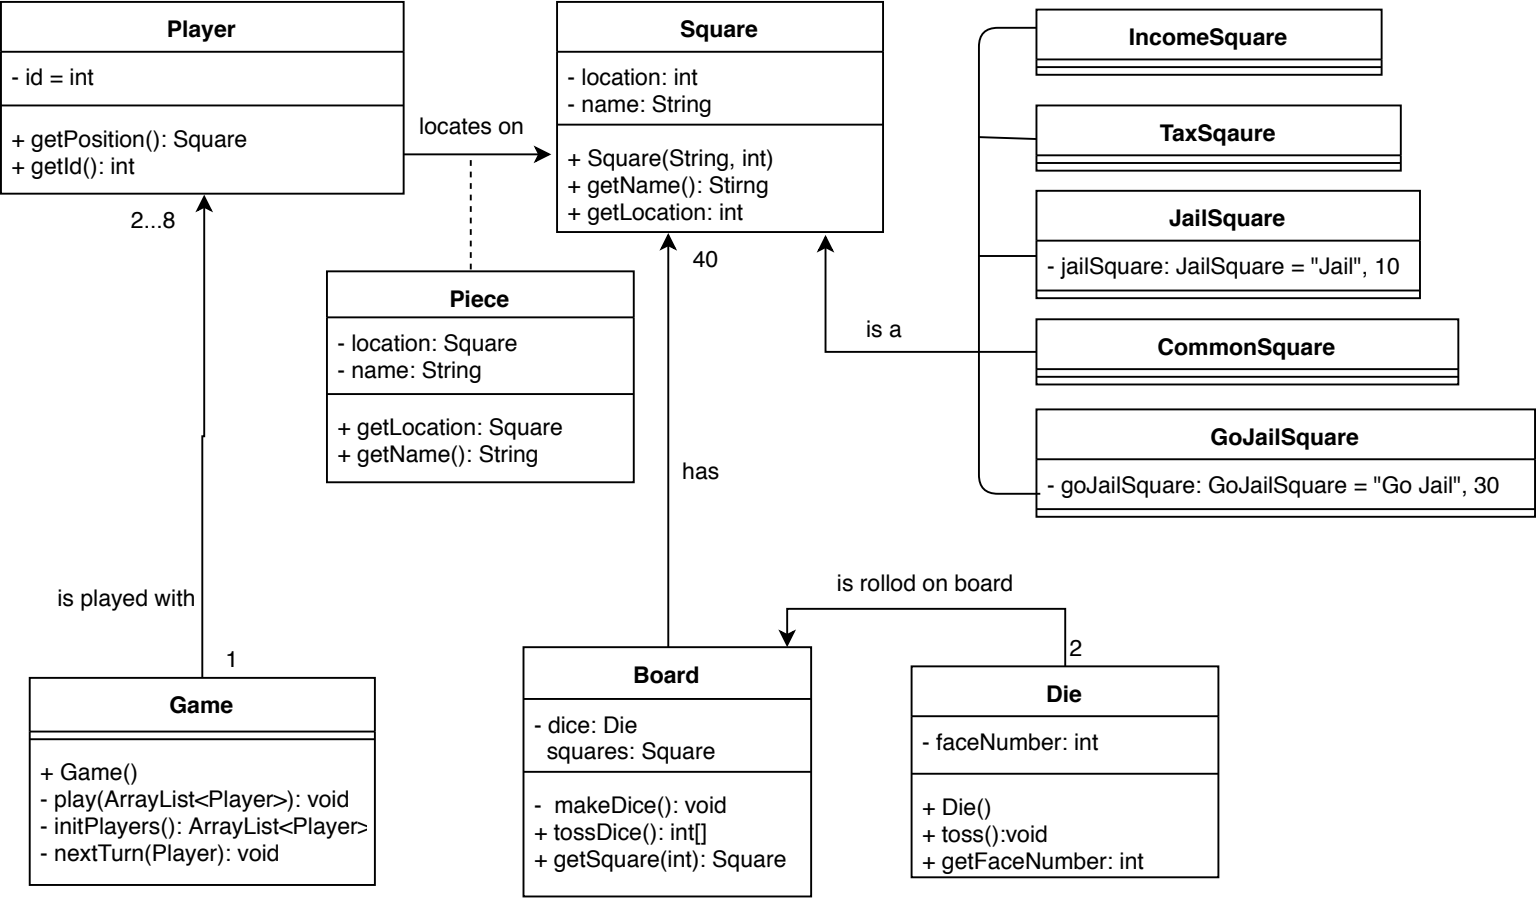 Player
- id = int
+ getPosition(): Square
+ getId(): int
locates on
Square
- location: int
- name: String
+ Square(String, int)
+ getName(): Stirng
+ getLocation: int
IncomeSquare
TaxSqaure
JailSquare
- jailSquare: JailSquare = "Jail", 10
CommonSquare
GoJailSquare
- goJailSquare: GoJailSquare = "Go Jail", 30
is a
2...8
40
Piece
- location: Square
- name: String
+ getLocation: Square
+ getName(): String
has
is played with
1
is rollod on board
2
Game
+ Game()
- play(ArrayList<Player>): void
- initPlayers(): ArrayList<Player>
- nextTurn(Player): void
Board
- dice: Die
squares: Square
- makeDice(): void
+ tossDice(): int[]
+ getSquare(int): Square
Die
- faceNumber: int
+ Die()
+ toss():void
+ getFaceNumber: int